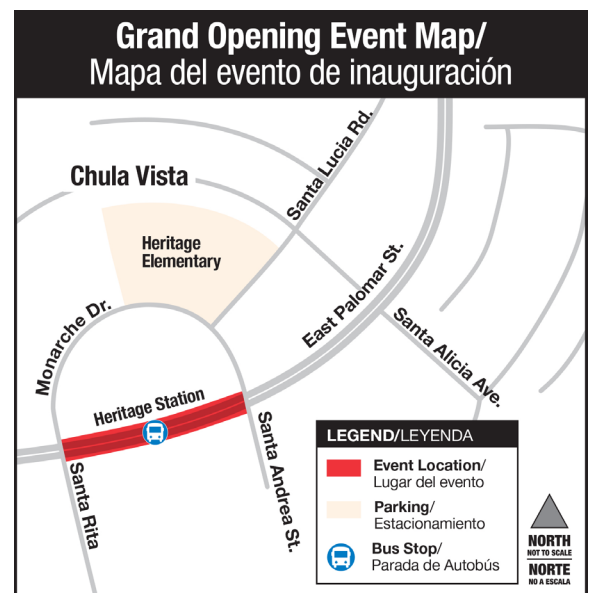 Grand Opening Event Map/
Mapa del evento de inauguración
Santa Lucia Rd.
Chula Vista
Heritage
Elementary
East Palomar St.
Monarche Dr.
Santa Alicia Ave.
Heritage Station
Santa Rita
Santa Andrea St.
LEGEND/LEYENDA
Event Location/
Lugar del evento
Parking/
Estacionamiento
Bus Stop/
Parada de Autobús
NORTH
NOT TO SCALE
NORTE
NO A ESCALA